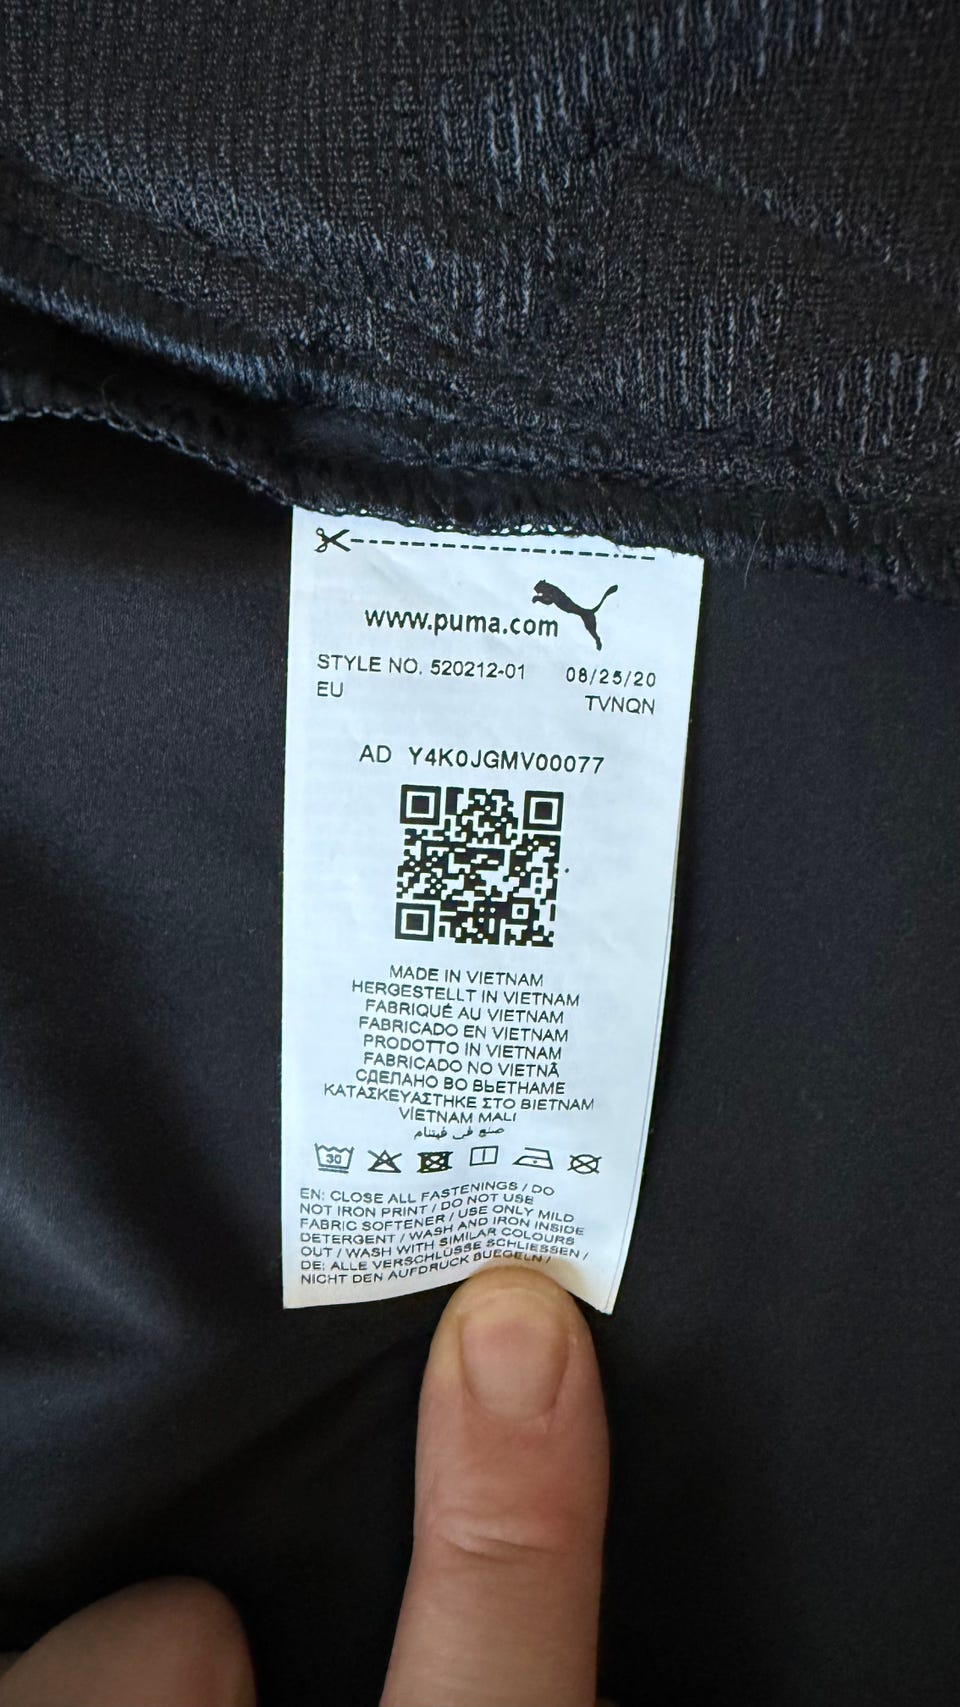 www.puma.com
STYLE NO. 520212-01 08/25/20
EU TVNQN
AD Y4K0JGMV00077
MADE IN VIETNAM
HERGESTELLT IN VIETNAM
FABRIQUÉ AU VIETNAM
FABRICADO EN VIETNAM
PRODOTTO IN VIETNAM
FABRICADO NO VIETNÃ
СДЕЛАНО ВО ВЬЕТНАМЕ
ΚΑΤΑΣΚΕΥΑΣΤΗΚΕ ΣΤΟ ΒΙΕΤΝΑΜ
VİETNAM MALI
صنع في فيتنام
30
EN: CLOSE ALL FASTENINGS / DO
NOT IRON PRINT / DO NOT USE
FABRIC SOFTENER / USE ONLY MILD
DETERGENT / WASH AND IRON INSIDE
OUT / WASH WITH SIMILAR COLOURS
DE: ALLE VERSCHLÜSSE SCHLIESSEN /
NICHT DEN AUFDRUCK BUEGELN /